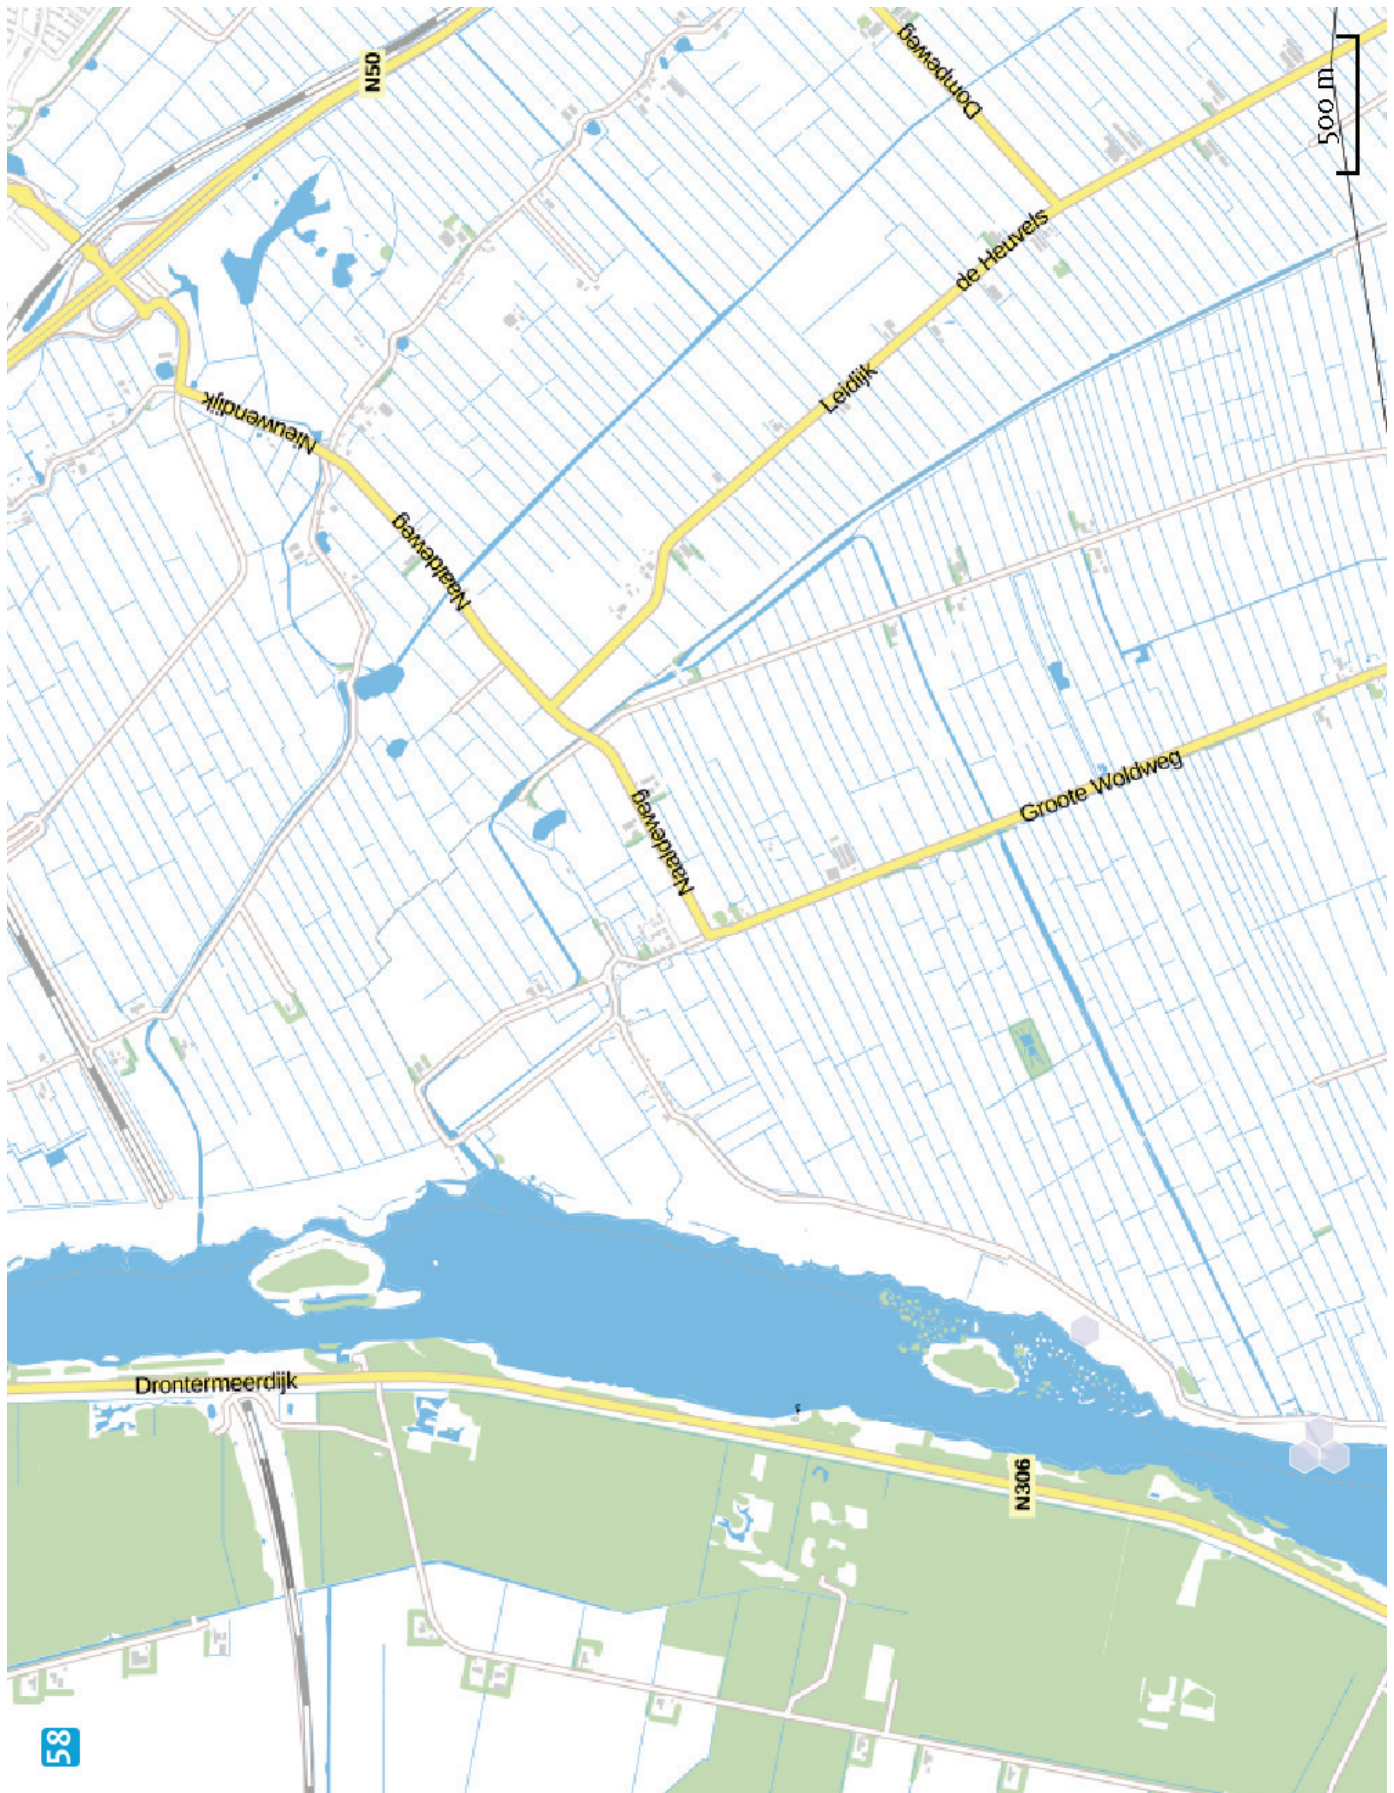 N50
Dompeweg
500 m
de Heuvels
Nieuwendijk
Leidijk
Naaldeweg
Groote Woldweg
Naaldeweg
Drontermeerdijk
N306
58